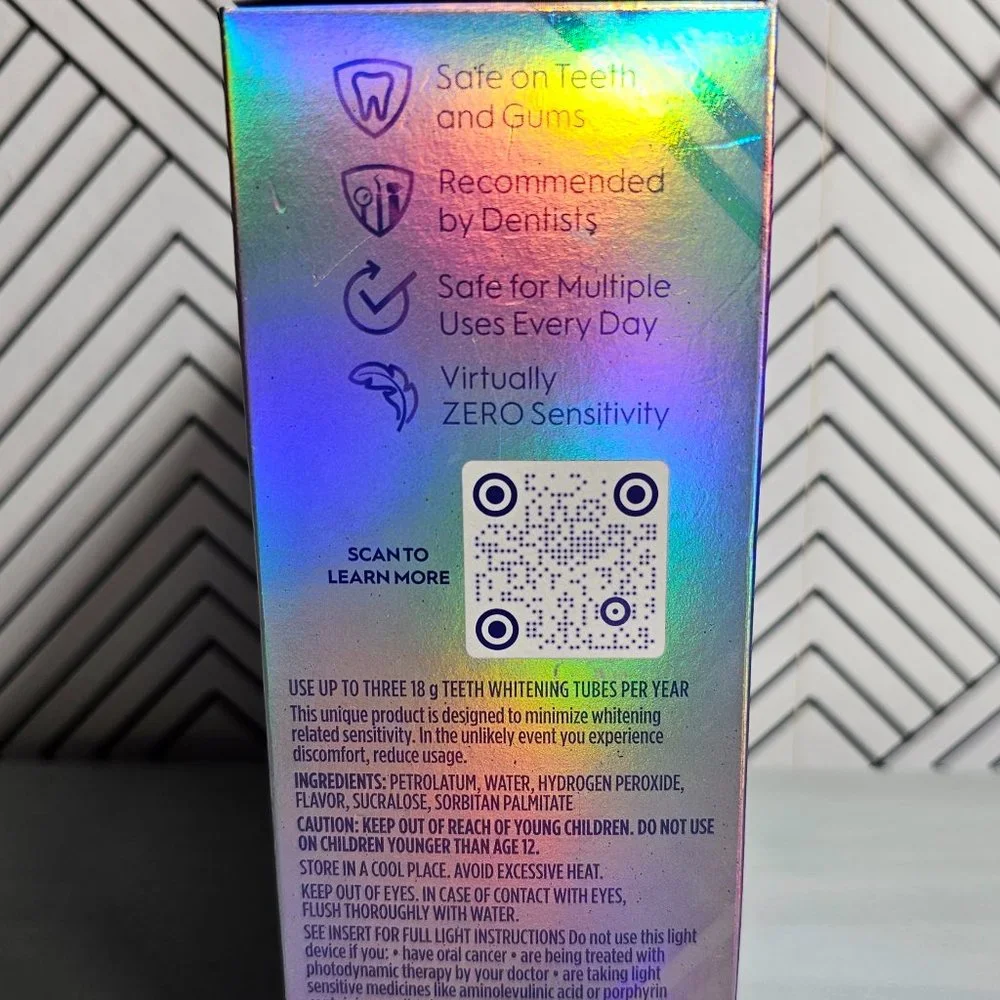 Safe on Teeth
and Gums
Recommended
by Dentists
Safe for Multiple
Uses Every Day
Virtually
ZERO Sensitivity
SCAN TO
LEARN MORE
USE UP TO THREE 18 g TEETH WHITENING TUBES PER YEAR
This unique product is designed to minimize whitening
related sensitivity. In the unlikely event you experience
discomfort, reduce usage.
INGREDIENTS: PETROLATUM, WATER, HYDROGEN PEROXIDE,
FLAVOR, SUCRALOSE, SORBITAN PALMITATE
CAUTION: KEEP OUT OF REACH OF YOUNG CHILDREN. DO NOT USE
ON CHILDREN YOUNGER THAN AGE 12.
STORE IN A COOL PLACE. AVOID EXCESSIVE HEAT.
KEEP OUT OF EYES. IN CASE OF CONTACT WITH EYES,
FLUSH THOROUGHLY WITH WATER.
SEE INSERT FOR FULL LIGHT INSTRUCTIONS Do not use this light
device if you: • have oral cancer • are being treated with
photodynamic therapy by your doctor • are taking light
sensitive medicines like aminolevulinic acid or porphyrin